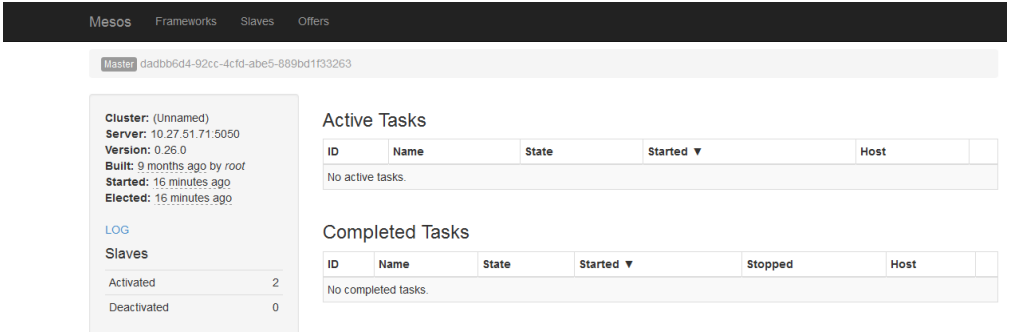 Mesos Frameworks Slaves Offers
Master dadbb6d4-92cc-4cfd-abe5-889bd1f33263
Cluster: (Unnamed)
Server: 10.27.51.71:5050
Version: 0.26.0
Built: 9 months ago by root
Started: 16 minutes ago
Elected: 16 minutes ago
LOG
Slaves
Activated 2
Deactivated 0
Active Tasks
ID Name State Started ▼ Host
No active tasks.
Completed Tasks
ID Name State Started ▼ Stopped Host
No completed tasks.